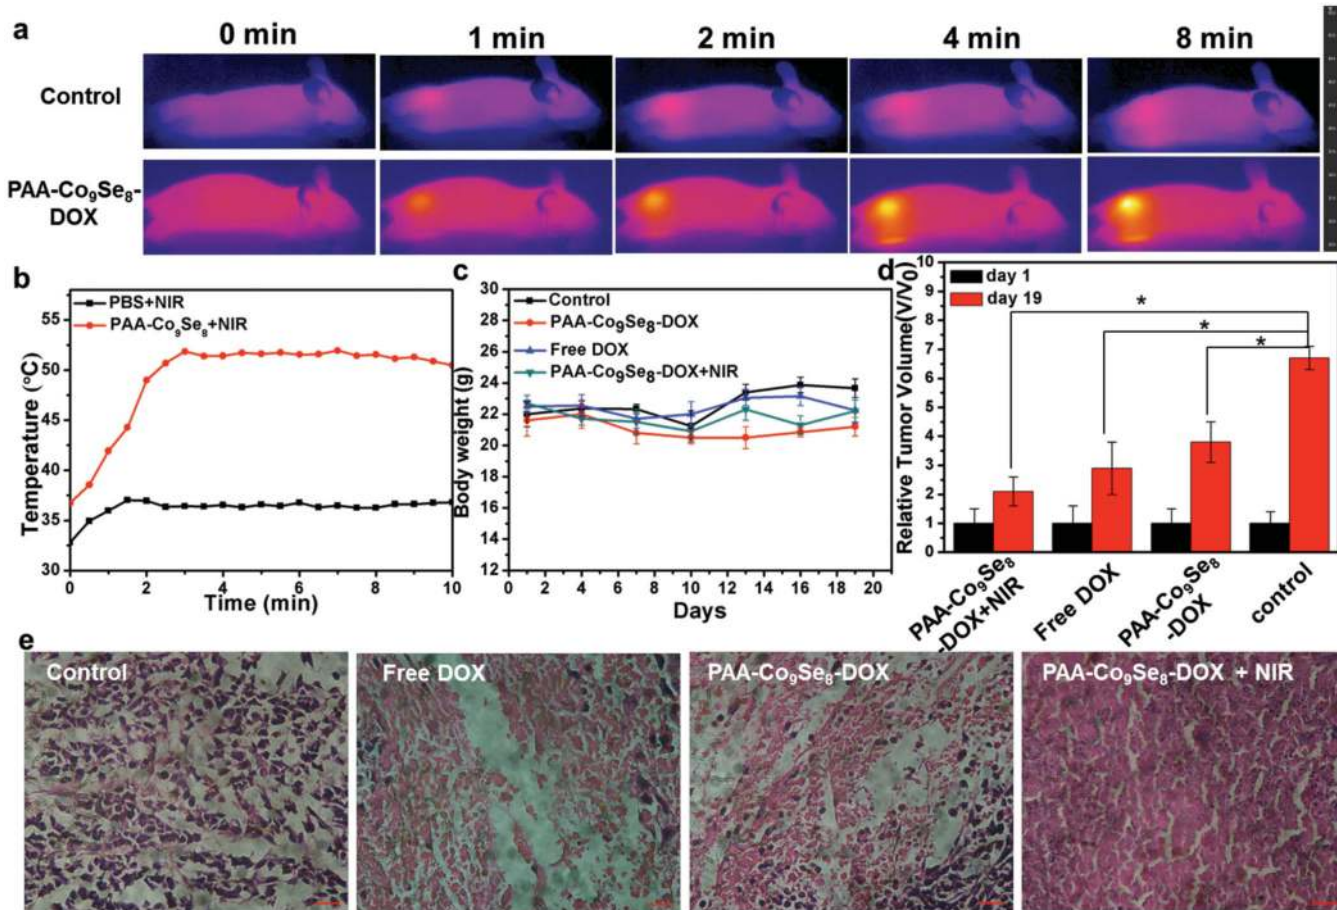 a
0 min
1 min
2 min
4 min
8 min
Control
PAA-Co₉Se₈-
DOX
b
PBS+NIR
PAA-Co₉Se₈+NIR
Temperature (°C)
55
50
45
40
35
30
0
2
4
6
8
10
Time (min)
c
Control
PAA-Co₉Se₈-DOX
Free DOX
PAA-Co₉Se₈-DOX+NIR
Body weight (g)
30
28
26
24
22
20
18
16
14
12
0
2
4
6
8
10
12
14
16
18
20
Days
d
day 1
day 19
*
*
*
Relative Tumor Volume(V/V0)
10
9
8
7
6
5
4
3
2
1
0
PAA-Co₉Se₈
-DOX+NIR
Free DOX
PAA-Co₉Se₈
-DOX
control
e
Control
Free DOX
PAA-Co₉Se₈-DOX
PAA-Co₉Se₈-DOX + NIR